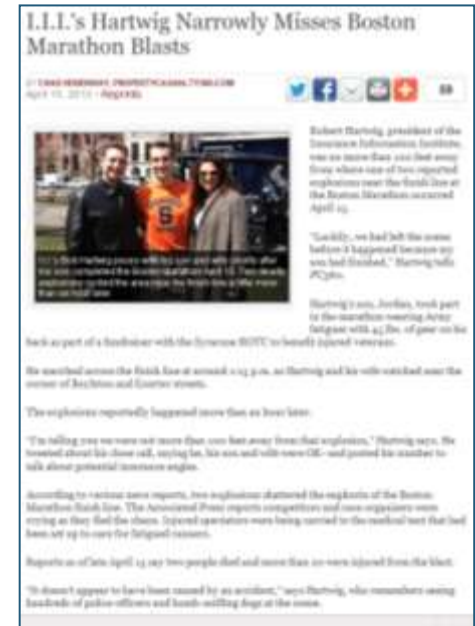 I.I.I.'s Hartwig Narrowly Misses Boston
Marathon Blasts
BY CHAD HEMENWAY, PROPERTYCASUALTY360.COM
April 15, 2013 • Reprints
Robert Hartwig, president of the
Insurance Information Institute,
was no more than 100 feet away
from where one of two reported
explosions near the finish line at
the Boston Marathon occurred
April 15.
"Luckily, we had left the scene
before it happened because my
son had finished," Hartwig tells
PC360.
Hartwig's son, Jordan, took part
in the marathon wearing Army
fatigues with 45 lbs. of gear on his
back as part of a fundraiser with the Syracuse ROTC to benefit injured veterans.
He marched across the finish line at around 1:15 p.m. as Hartwig and his wife watched near the
corner of Boylston and Exeter streets.
The explosions reportedly happened more than an hour later.
"I'm telling you we were not more than 100 feet away from that explosion," Hartwig says. He
tweeted about his close call, saying he, his son and wife were OK—and posted his number to
talk about potential insurance angles.
According to various news reports, two explosions shattered the euphoria of the Boston
Marathon finish line. The Associated Press reports competitors and race organizers were
crying as they fled the chaos. Injured spectators were being carried to the medical tent that had
been set up to care for fatigued runners.
Reports as of late April 15 say two people died and more than 20 were injured from the blast.
"It doesn't appear to have been caused by an accident," says Hartwig, who remembers seeing
hundreds of police officers and bomb-sniffing dogs at the scene.